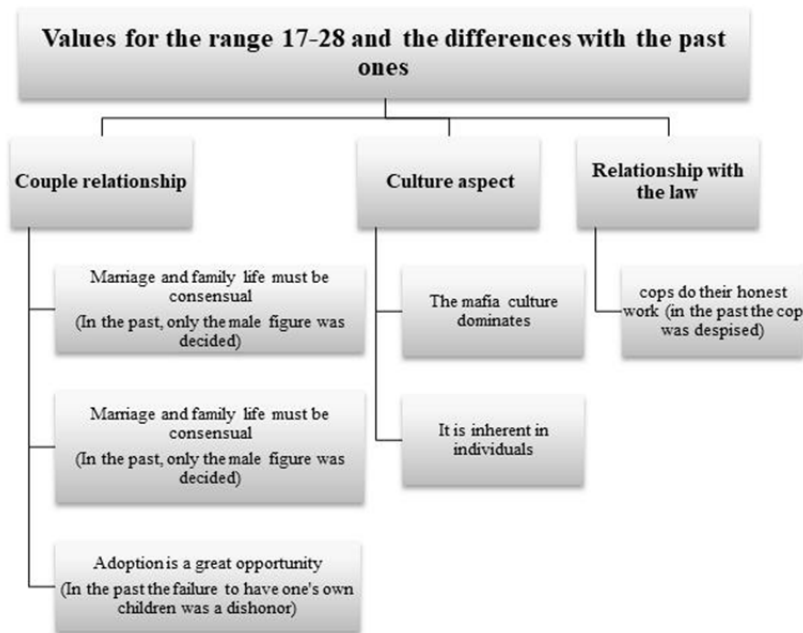 Values for the range 17-28 and the differences with the past
ones
Couple relationship
Marriage and family life must be
consensual
(In the past, only the male figure was
decided)
Marriage and family life must be
consensual
(In the past, only the male figure was
decided)
Adoption is a great opportunity
(In the past the failure to have one's own
children was a dishonor)
Culture aspect
The mafia culture
dominates
It is inherent in
individuals
Relationship with
the law
cops do their honest
work (in the past the cop
was despised)